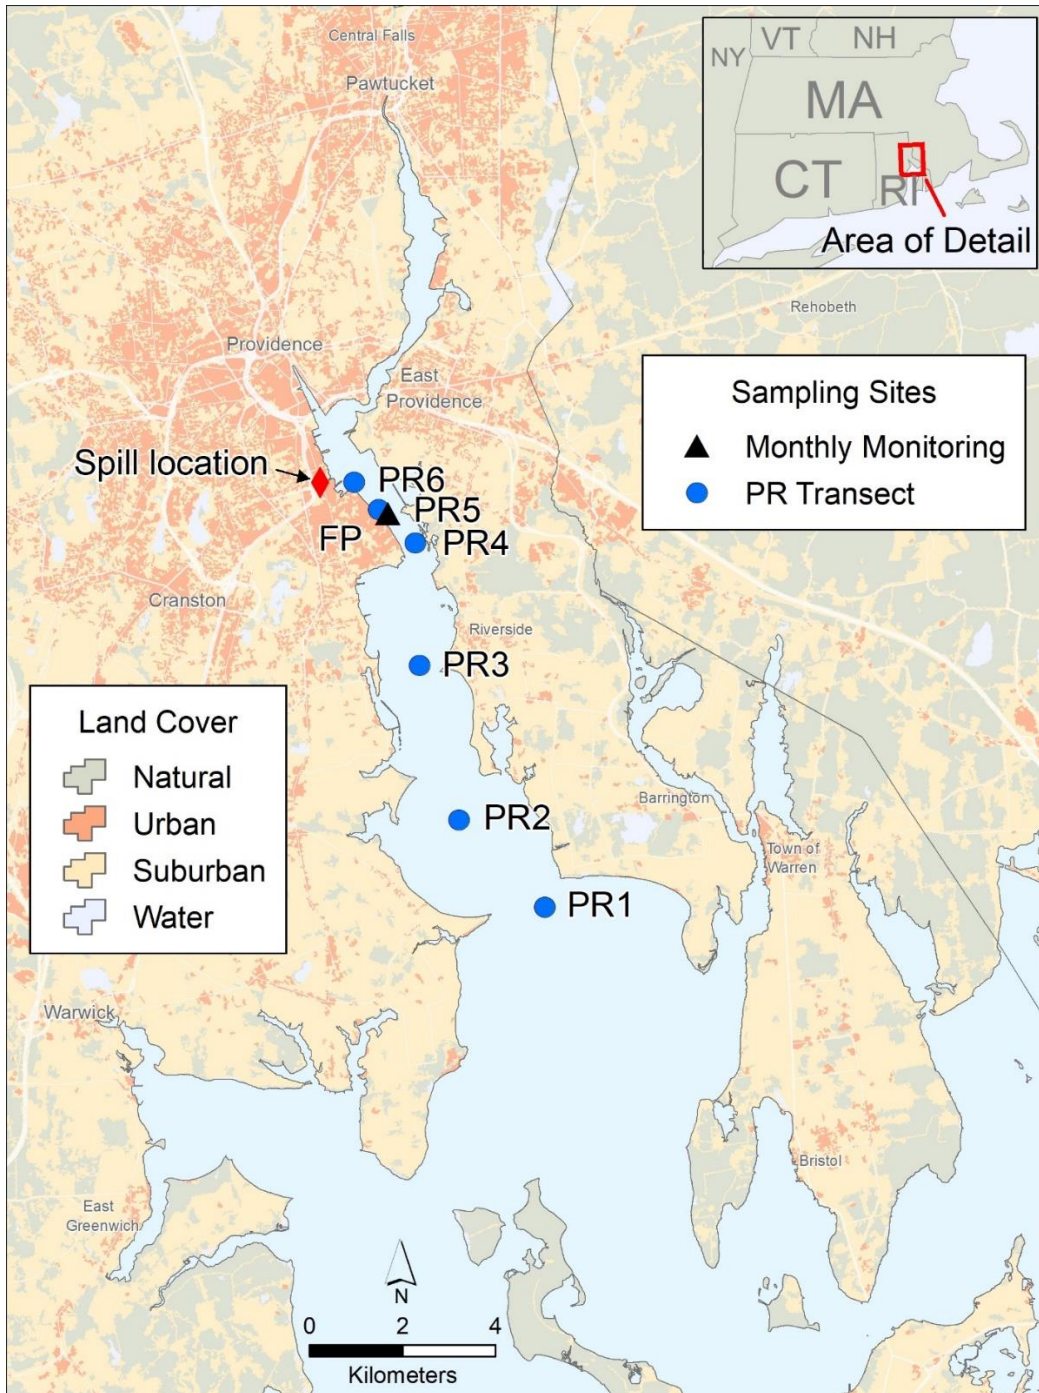 Central Falls
Pawtucket
NY
VT
NH
MA
CT
RI
Area of Detail
Rehobeth
Providence
East
Providence
Sampling Sites
Monthly Monitoring
PR Transect
Spill location
PR6
PR5
FP
PR4
Cranston
Riverside
PR3
Land Cover
Natural
Urban
Suburban
Water
Barrington
PR2
Town of
Warren
PR1
Warwick
Bristol
East
Greenwich
N
0 2 4
Kilometers